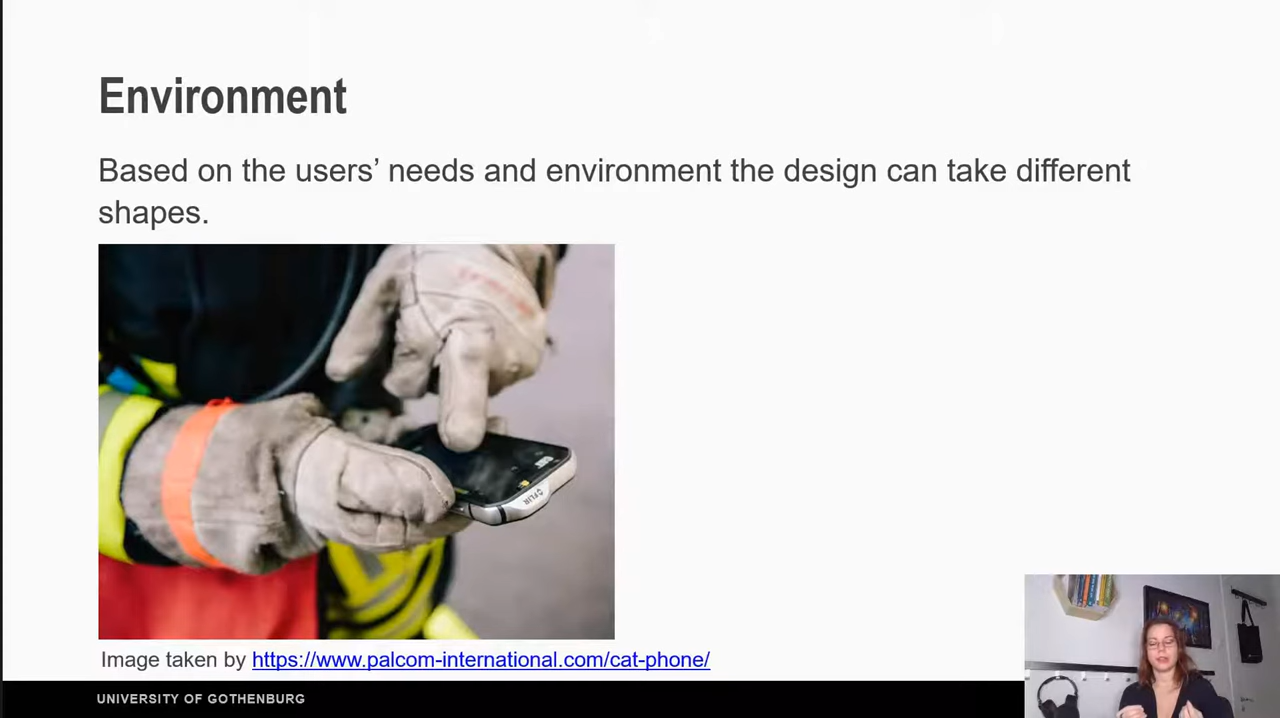 Environment
Based on the users’ needs and environment the design can take different
shapes.
FLIR
Image taken by https://www.palcom-international.com/cat-phone/
UNIVERSITY OF GOTHENBURG